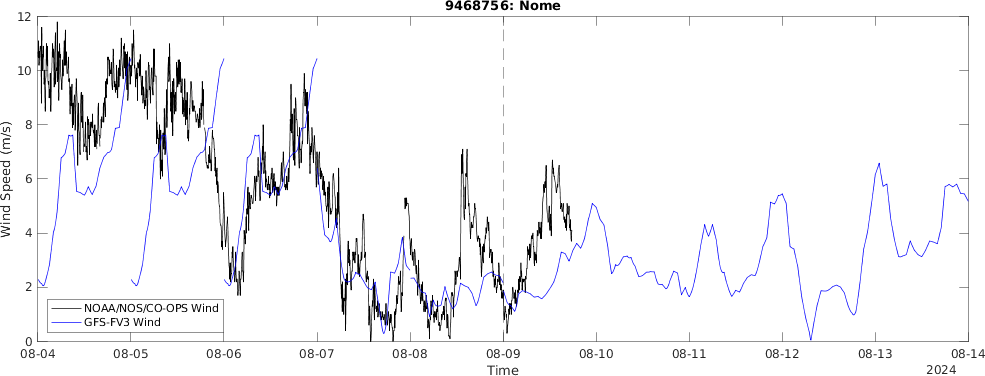 9468756: Nome
12
10
8
6
4
2
0
Wind Speed (m/s)
NOAA/NOS/CO-OPS Wind
GFS-FV3 Wind
08-04 08-05 08-06 08-07 08-08 08-09 08-10 08-11 08-12 08-13 08-14
Time
2024